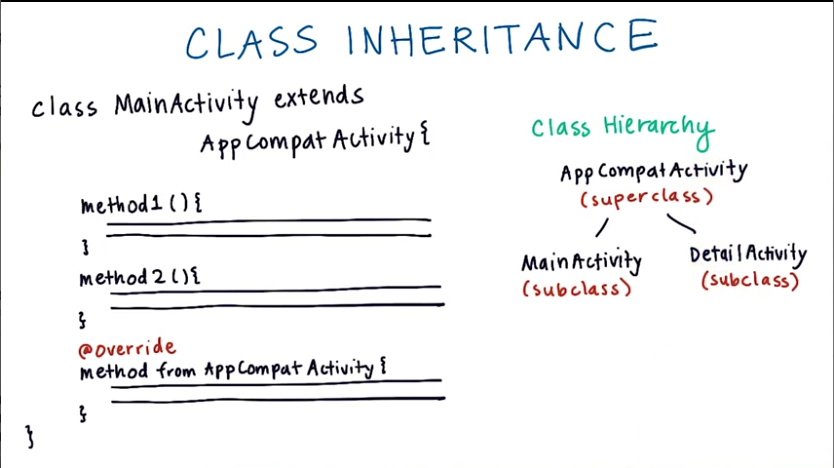 CLASS INHERITANCE
class MainActivity extends
AppCompatActivity{
method1(){
}
method2(){
}
@override
method from AppCompatActivity{
}
}
Class Hierarchy
AppCompatActivity
(superclass)
MainActivity
(subclass)
DetailActivity
(subclass)